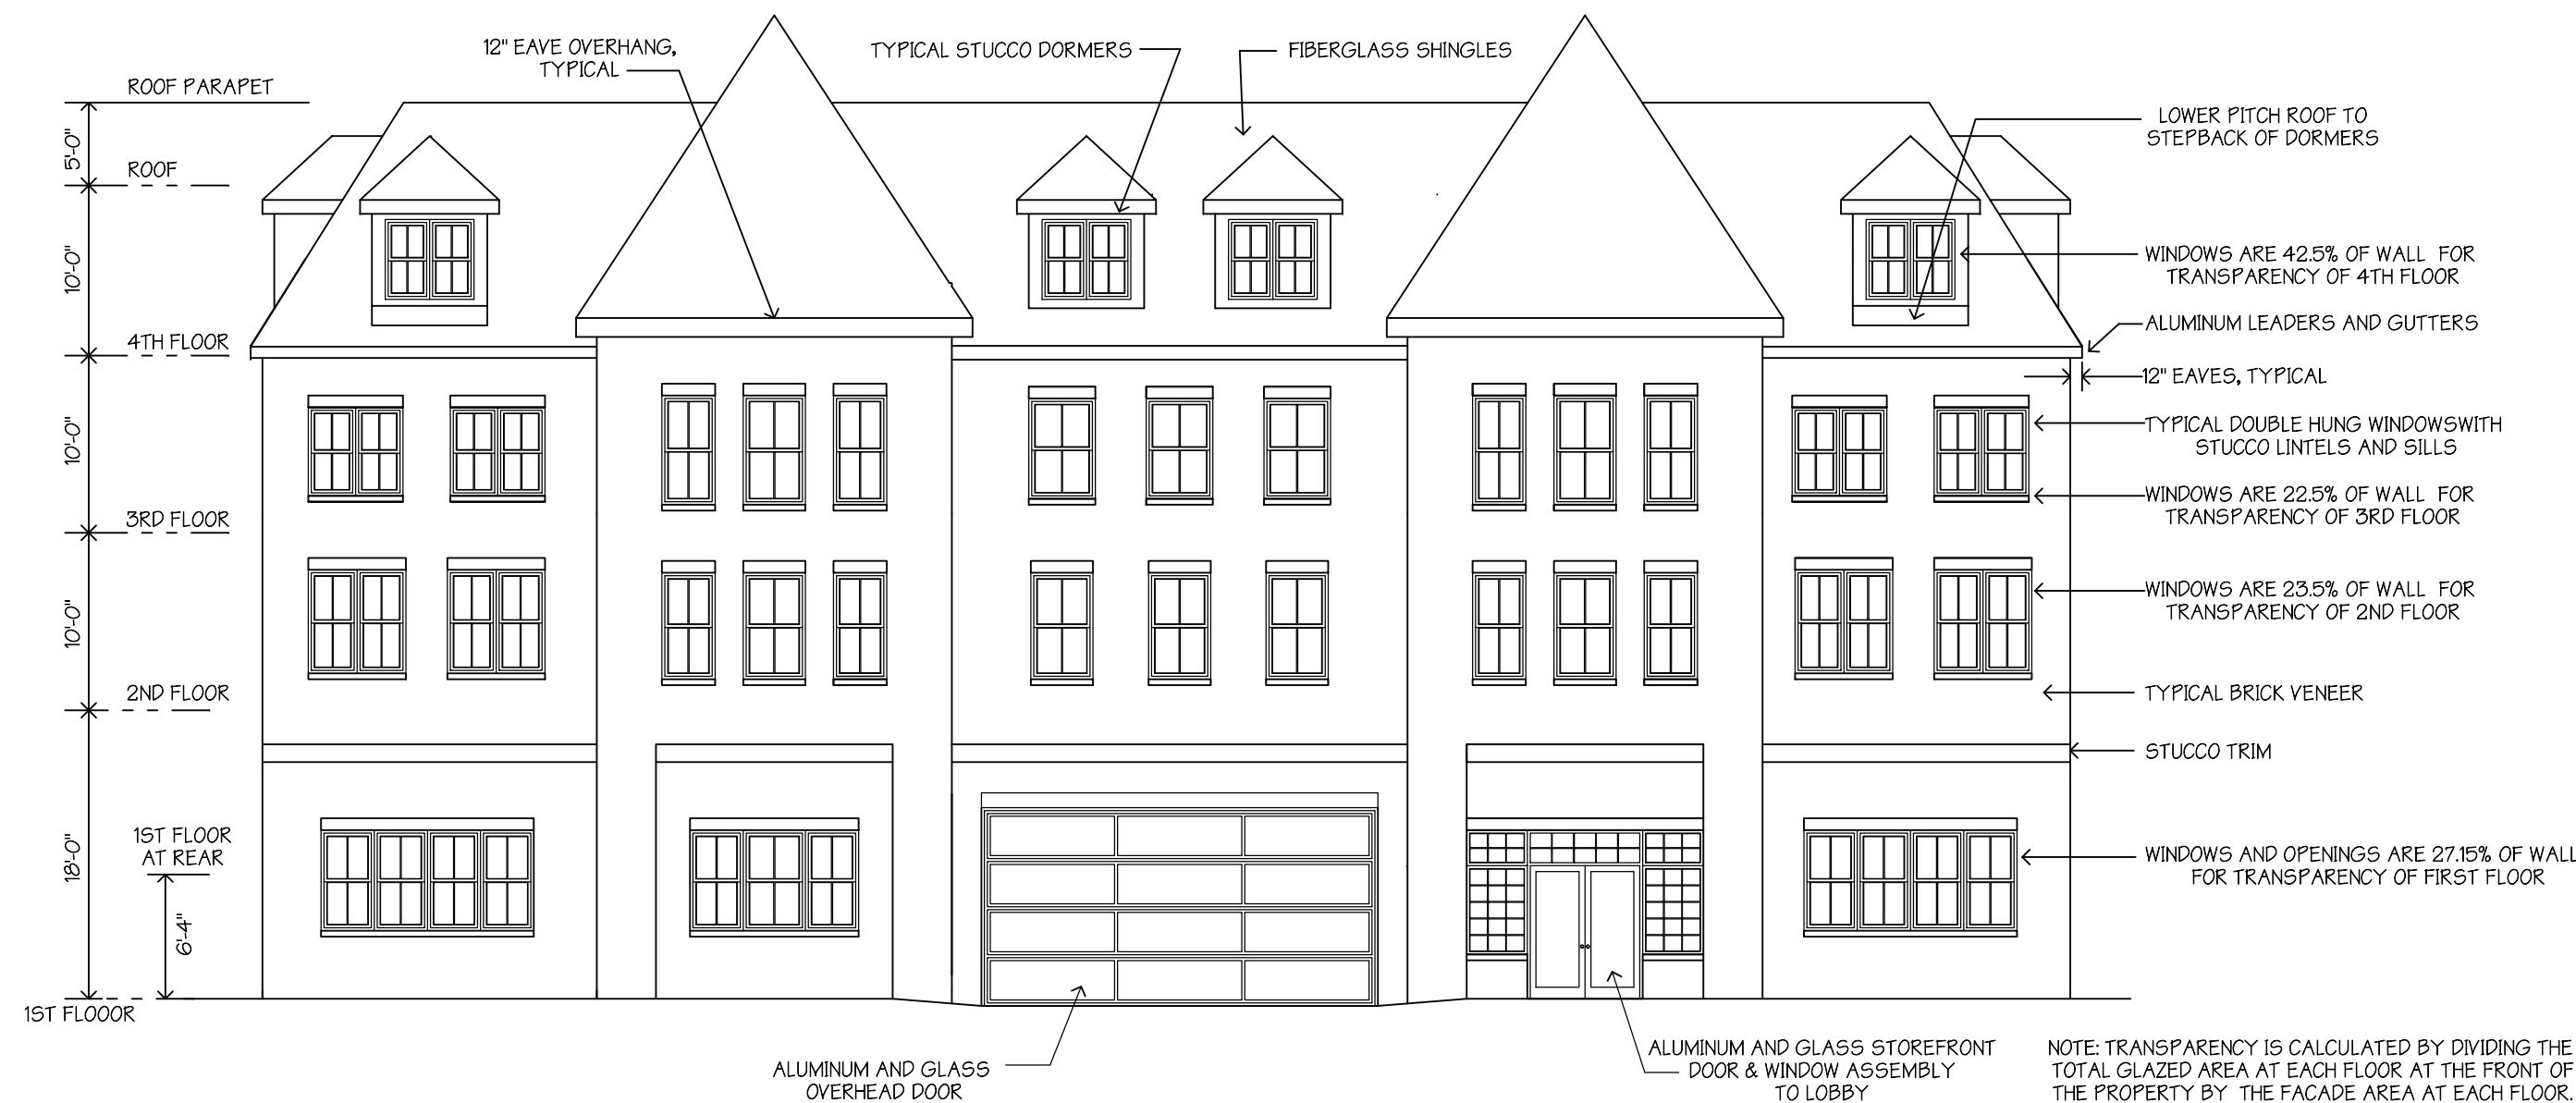 12" EAVE OVERHANG,
TYPICAL
TYPICAL STUCCO DORMERS
FIBERGLASS SHINGLES
ROOF PARAPET
5'-0"
ROOF
10'-0"
4TH FLOOR
10'-0"
3RD FLOOR
10'-0"
2ND FLOOR
18'-0"
1ST FLOOR
AT REAR
6'-4"
1ST FLOOOR
LOWER PITCH ROOF TO
STEPBACK OF DORMERS
WINDOWS ARE 42.5% OF WALL FOR
TRANSPARENCY OF 4TH FLOOR
ALUMINUM LEADERS AND GUTTERS
12" EAVES, TYPICAL
TYPICAL DOUBLE HUNG WINDOWSWITH
STUCCO LINTELS AND SILLS
WINDOWS ARE 22.5% OF WALL FOR
TRANSPARENCY OF 3RD FLOOR
WINDOWS ARE 23.5% OF WALL FOR
TRANSPARENCY OF 2ND FLOOR
TYPICAL BRICK VENEER
STUCCO TRIM
WINDOWS AND OPENINGS ARE 27.15% OF WALL
FOR TRANSPARENCY OF FIRST FLOOR
ALUMINUM AND GLASS
OVERHEAD DOOR
ALUMINUM AND GLASS STOREFRONT
DOOR & WINDOW ASSEMBLY
TO LOBBY
NOTE: TRANSPARENCY IS CALCULATED BY DIVIDING THE
TOTAL GLAZED AREA AT EACH FLOOR AT THE FRONT OF
THE PROPERTY BY THE FACADE AREA AT EACH FLOOR.